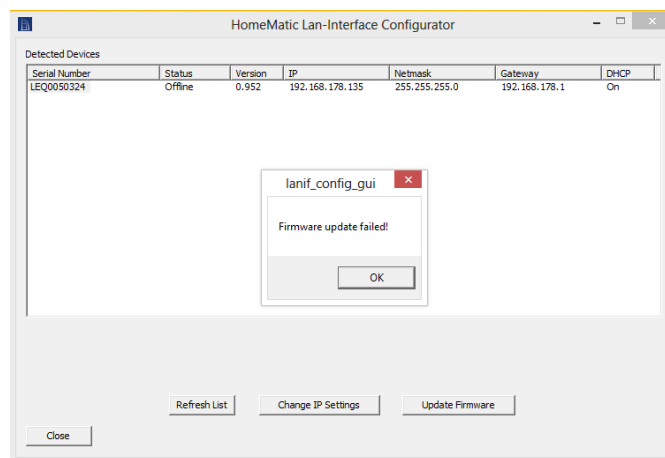 HomeMatic Lan-Interface Configurator
Detected Devices
Serial Number Status Version IP Netmask Gateway DHCP
LEQ0050324 Offline 0.952 192.168.178.135 255.255.255.0 192.168.178.1 On
lanif_config_gui
Firmware update failed!
OK
Refresh List Change IP Settings Update Firmware
Close